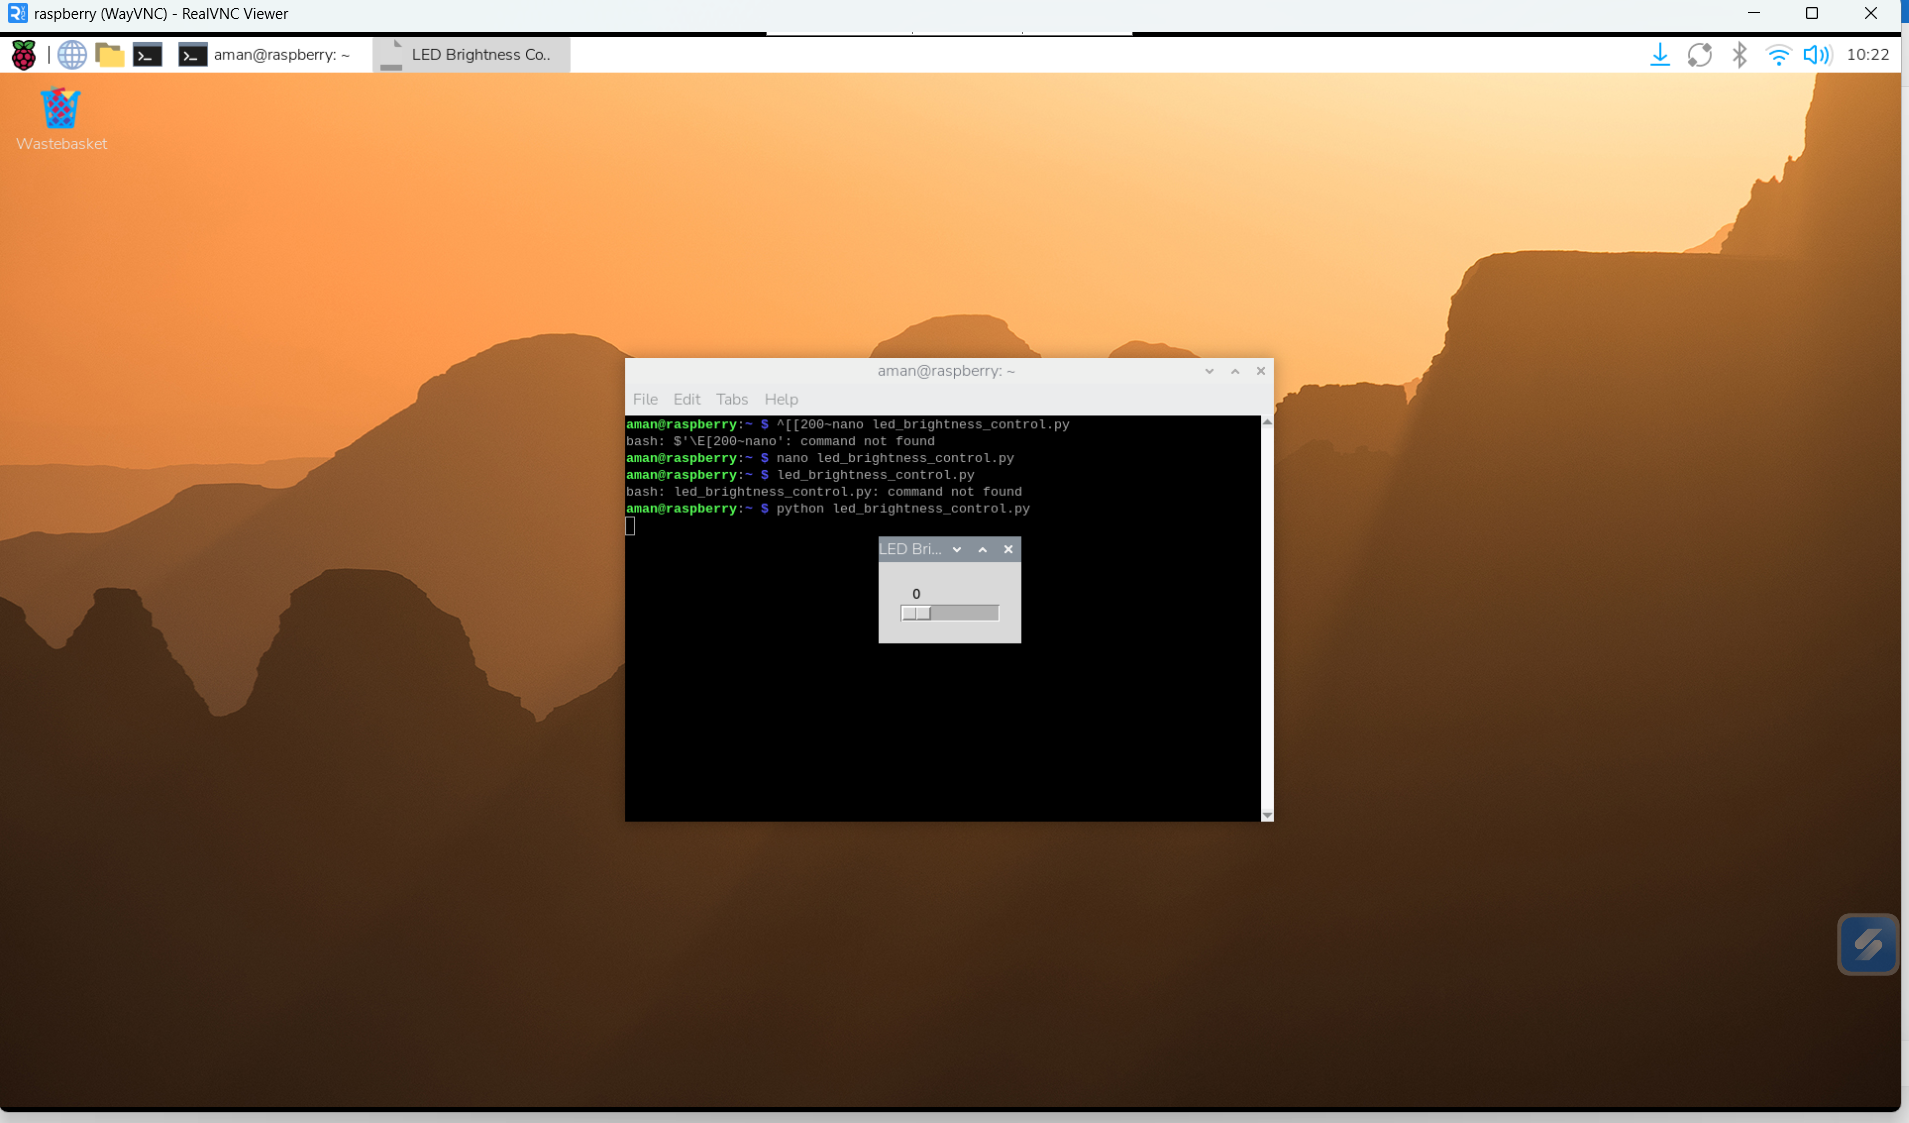 raspberry (WayVNC) - RealVNC Viewer
aman@raspberry: ~
LED Brightness Co..
10:22
Wastebasket
aman@raspberry: ~
File Edit Tabs Help
aman@raspberry:~ $ ^[[200~nano led_brightness_control.py
bash: $'\E[200~nano': command not found
aman@raspberry:~ $ nano led_brightness_control.py
aman@raspberry:~ $ led_brightness_control.py
bash: led_brightness_control.py: command not found
aman@raspberry:~ $ python led_brightness_control.py
LED Bri...
0